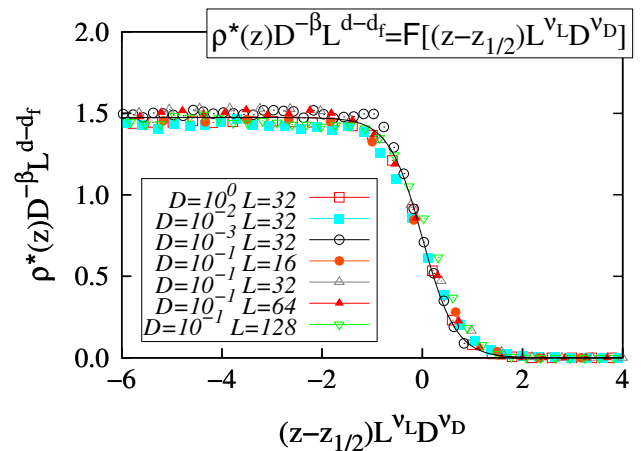 ρ*(z)D^{-β}L^{d-d_f}=F[(z-z_{1/2})L^{ν_L}D^{ν_D}]
2.0
1.5
1.0
0.5
0.0
ρ*(z)D^{-β}L^{d-d_f}
D=10^0 L=32
D=10^{-2} L=32
D=10^{-3} L=32
D=10^{-1} L=16
D=10^{-1} L=32
D=10^{-1} L=64
D=10^{-1} L=128
-6 -4 -2 0 2 4
(z-z_{1/2})L^{ν_L}D^{ν_D}